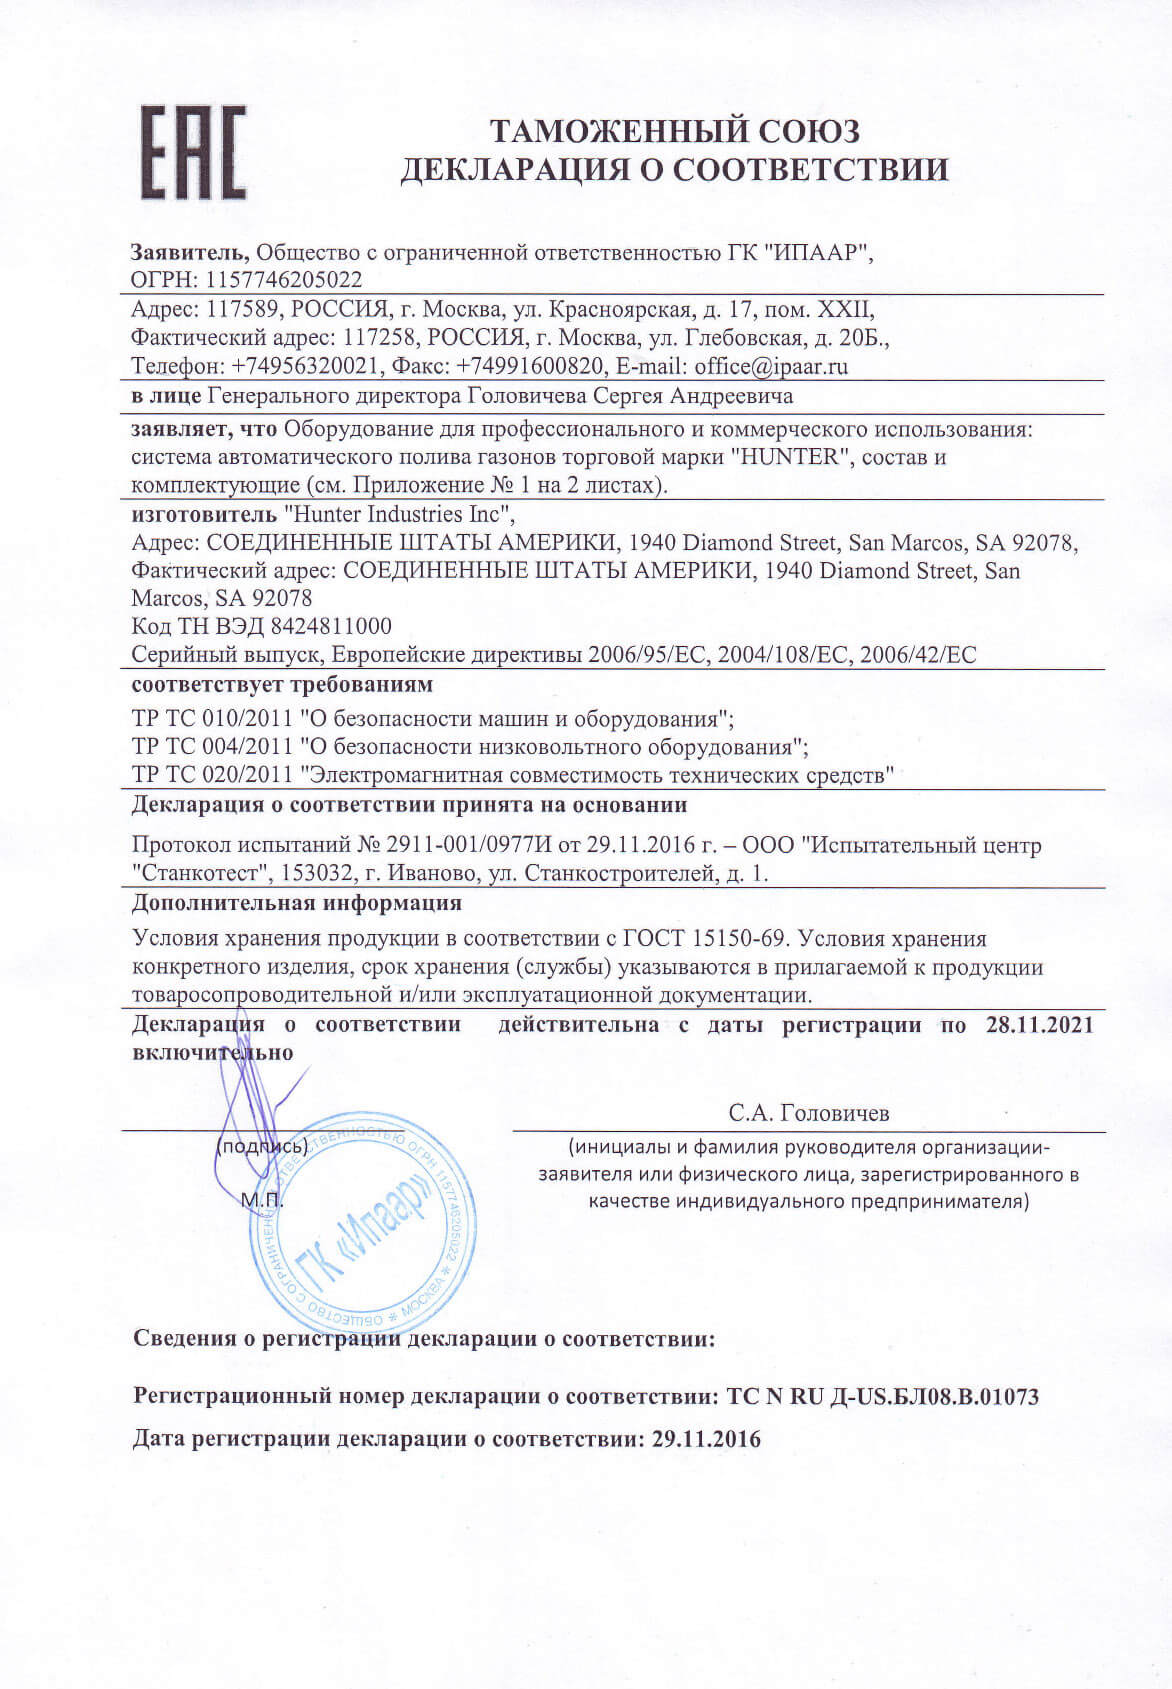 ЕАС
ТАМОЖЕННЫЙ СОЮЗ
ДЕКЛАРАЦИЯ О СООТВЕТСТВИИ
Заявитель, Общество с ограниченной ответственностью ГК "ИПААР",
ОГРН: 1157746205022
Адрес: 117589, РОССИЯ, г. Москва, ул. Красноярская, д. 17, пом. XXII,
Фактический адрес: 117258, РОССИЯ, г. Москва, ул. Глебовская, д. 20Б.,
Телефон: +74956320021, Факс: +74991600820, E-mail: office@ipaar.ru
в лице Генерального директора Головичева Сергея Андреевича
заявляет, что Оборудование для профессионального и коммерческого использования:
система автоматического полива газонов торговой марки "HUNTER", состав и
комплектующие (см. Приложение № 1 на 2 листах).
изготовитель "Hunter Industries Inc",
Адрес: СОЕДИНЕННЫЕ ШТАТЫ АМЕРИКИ, 1940 Diamond Street, San Marcos, SA 92078,
Фактический адрес: СОЕДИНЕННЫЕ ШТАТЫ АМЕРИКИ, 1940 Diamond Street, San
Marcos, SA 92078
Код ТН ВЭД 8424811000
Серийный выпуск, Европейские директивы 2006/95/ЕС, 2004/108/ЕС, 2006/42/ЕС
соответствует требованиям
ТР ТС 010/2011 "О безопасности машин и оборудования";
ТР ТС 004/2011 "О безопасности низковольтного оборудования";
ТР ТС 020/2011 "Электромагнитная совместимость технических средств"
Декларация о соответствии принята на основании
Протокол испытаний № 2911-001/0977И от 29.11.2016 г. – ООО "Испытательный центр
"Станкотест", 153032, г. Иваново, ул. Станкостроителей, д. 1.
Дополнительная информация
Условия хранения продукции в соответствии с ГОСТ 15150-69. Условия хранения
конкретного изделия, срок хранения (службы) указываются в прилагаемой к продукции
товаросопроводительной и/или эксплуатационной документации.
Декларация о соответствии действительна с даты регистрации по 28.11.2021
включительно
С.А. Головичев
(подпись)
М.П.
(инициалы и фамилия руководителя организации-
заявителя или физического лица, зарегистрированного в
качестве индивидуального предпринимателя)
ОБЩЕСТВО С ОГРАНИЧЕННОЙ ОТВЕТСТВЕННОСТЬЮ ОГРН 1157746205022 * МОСКВА *
ГК «Ипаар»
Сведения о регистрации декларации о соответствии:
Регистрационный номер декларации о соответствии: ТС N RU Д-US.БЛ08.В.01073
Дата регистрации декларации о соответствии: 29.11.2016